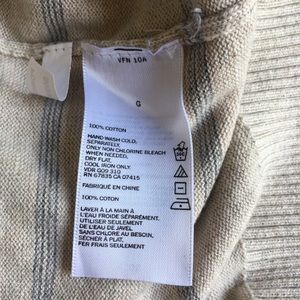 VFN 10A
G
100% COTTON
HAND WASH COLD,
SEPARATELY.
ONLY NON CHLORINE BLEACH
WHEN NEEDED,
DRY FLAT,
COOL IRON ONLY.
VDR G09 310
RN 67835 CA 07415
FABRIQUÉ EN CHINE
100% COTON
LAVER À LA MAIN À
L'EAU FROIDE SÉPARÉMENT.
UTILISER SEULEMENT
DE L'EAU DE JAVEL
SANS CHLORE AU BESOIN,
SÉCHER À PLAT,
FER FRAIS SEULEMENT